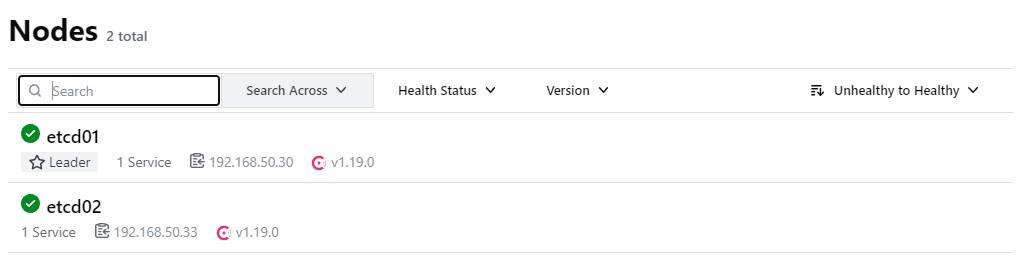 Nodes 2 total
Search Search Across Health Status Version Unhealthy to Healthy
etcd01
Leader 1 Service 192.168.50.30 v1.19.0
etcd02
1 Service 192.168.50.33 v1.19.0